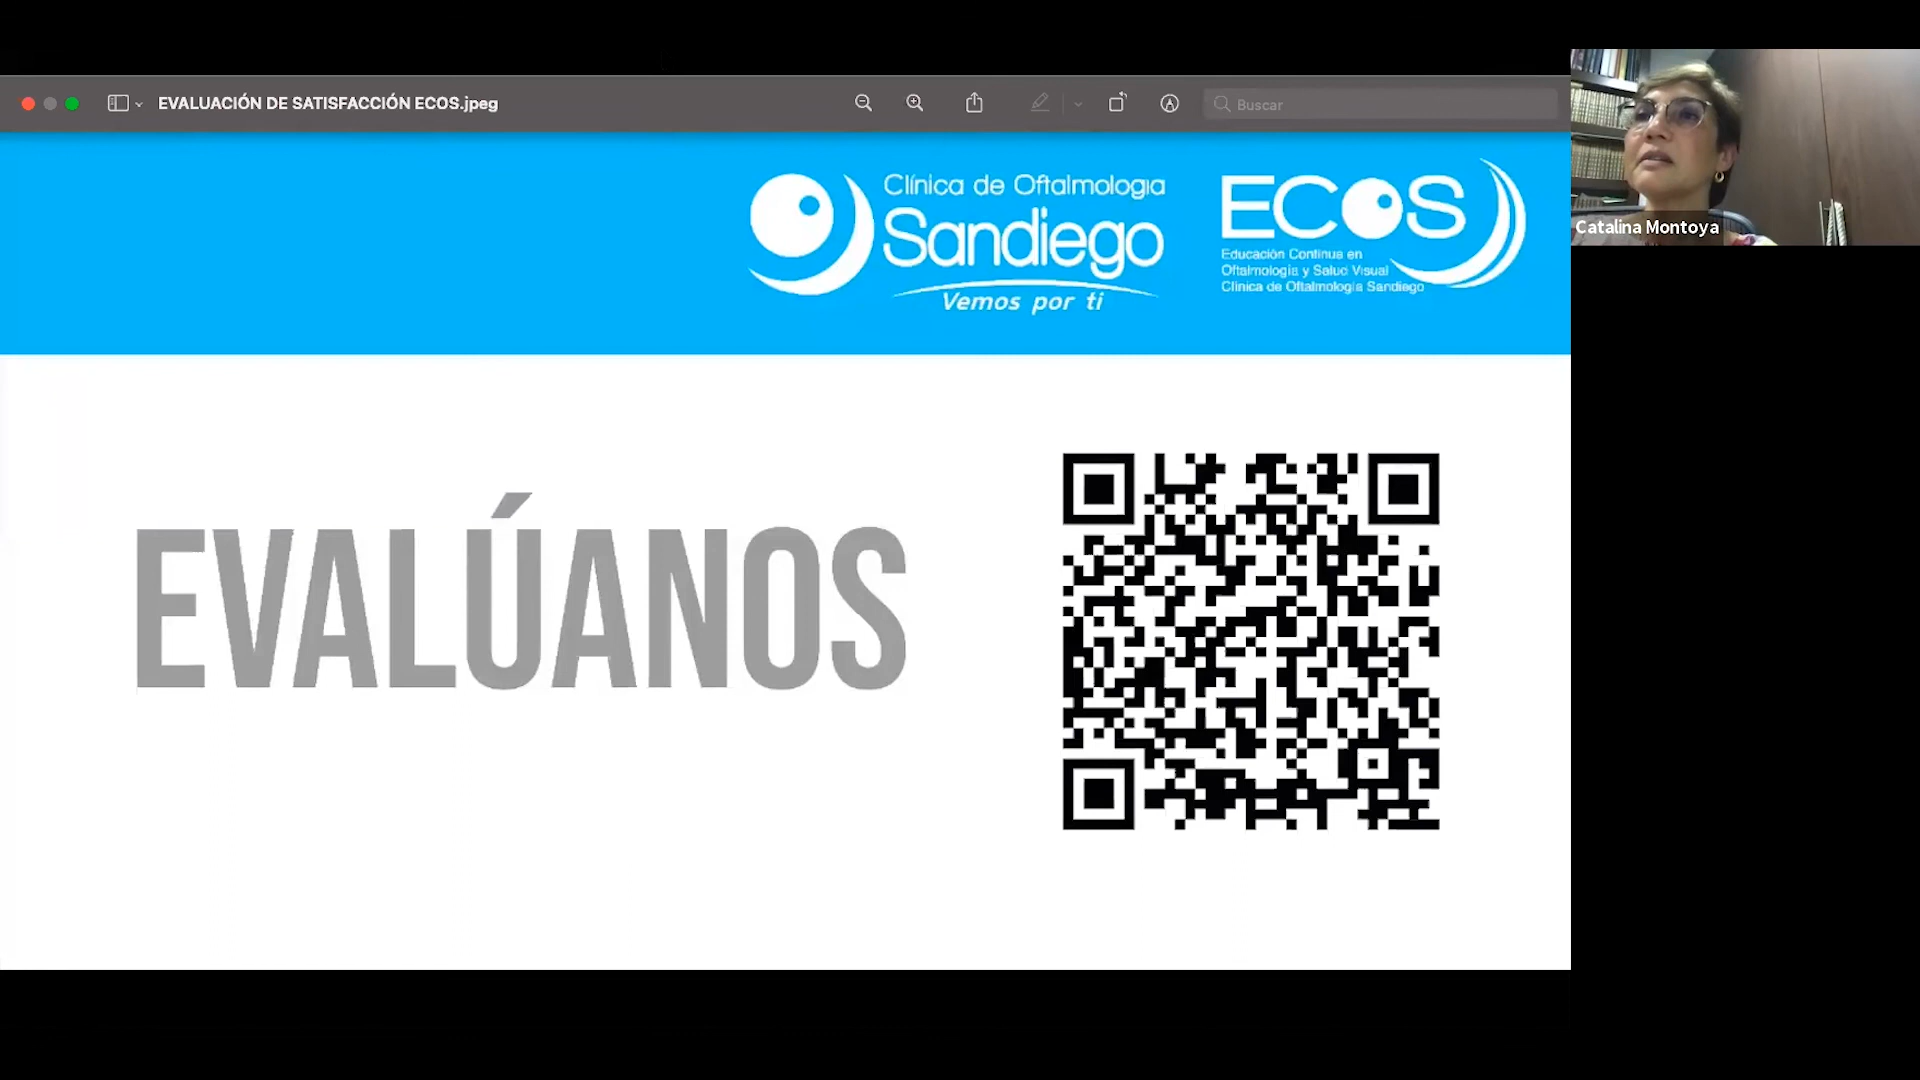 EVALUACIÓN DE SATISFACCIÓN ECOS.jpeg
Buscar
Clínica de Oftalmología
Sandiego
Vemos por ti
ECOS
Educación Continua en
Oftalmología y Salud Visual
Clínica de Oftalmología Sandiego
Catalina Montoya
EVALÚANOS